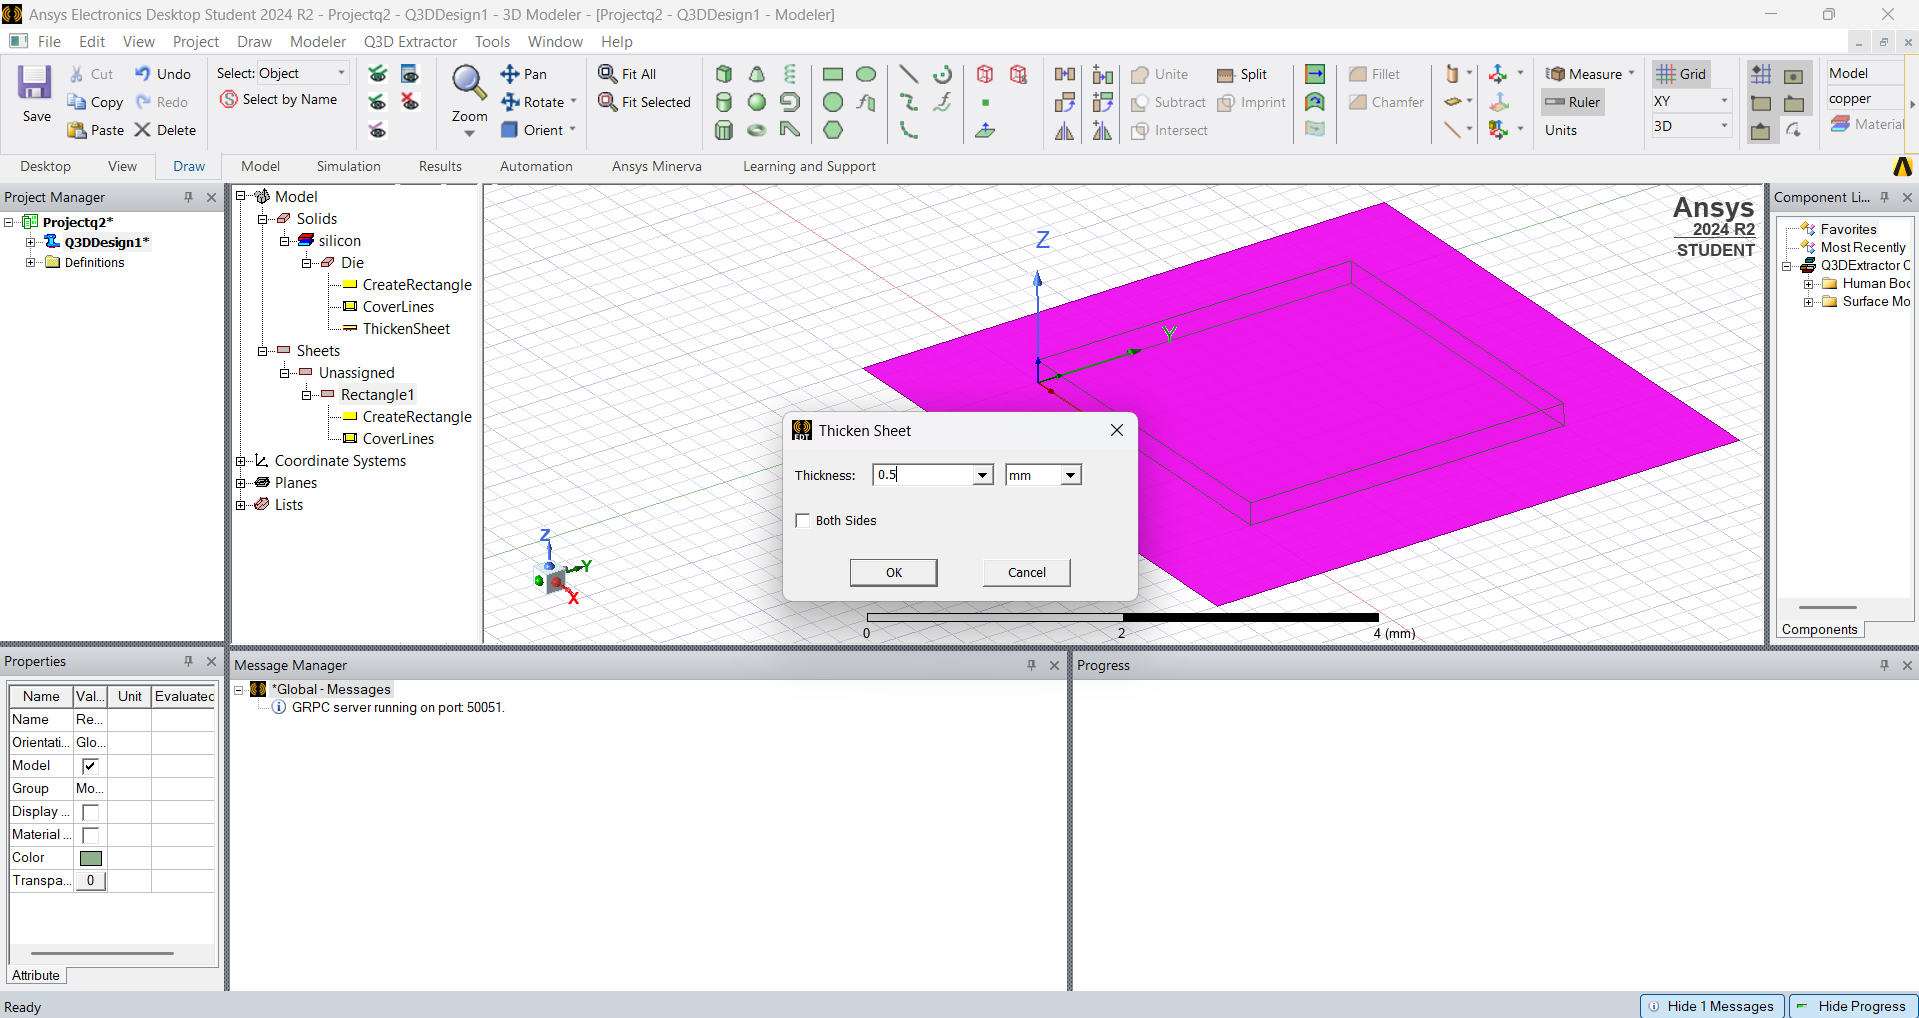 Ansys Electronics Desktop Student 2024 R2 - Projectq2 - Q3DDesign1 - 3D Modeler - [Projectq2 - Q3DDesign1 - Modeler]
File Edit View Project Draw Modeler Q3D Extractor Tools Window Help
Save
Cut
Copy
Paste
Undo
Redo
Delete
Select: Object
Select by Name
Zoom
Pan
Rotate
Orient
Fit All
Fit Selected
Unite
Subtract
Intersect
Split
Imprint
Fillet
Chamfer
Measure
Ruler
Units
Grid
XY
3D
Model
copper
Material
Desktop View Draw Model Simulation Results Automation Ansys Minerva Learning and Support
Project Manager
Projectq2*
Q3DDesign1*
Definitions
Model
Solids
silicon
Die
CreateRectangle
CoverLines
ThickenSheet
Sheets
Unassigned
Rectangle1
CreateRectangle
CoverLines
Coordinate Systems
Planes
Lists
Ansys
2024 R2
STUDENT
Z
Y
Z
Y
X
0 2 4 (mm)
EDT Thicken Sheet
Thickness: 0.5 mm
Both Sides
OK Cancel
Component Li...
Favorites
Most Recently
Q3DExtractor C
Human Boc
Surface Mo
Components
Properties
Name Val... Unit Evaluated
Name Re...
Orientati... Glo...
Model
Group Mo...
Display ...
Material ...
Color
Transpa... 0
Attribute
Message Manager
*Global - Messages
GRPC server running on port: 50051.
Progress
Ready
Hide 1 Messages
Hide Progress